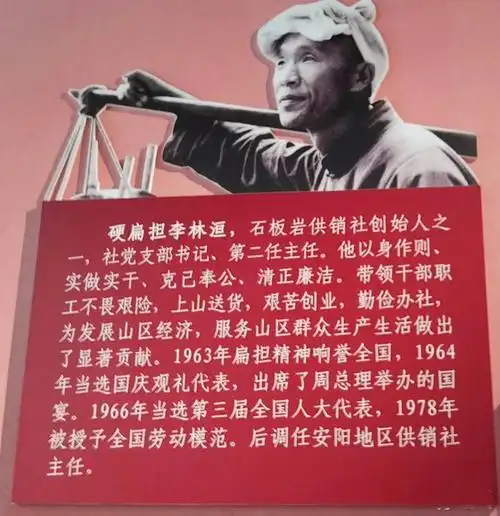 硬扁担李林洹，石板岩供销社创始人之
一，社党支部书记、第二任主任。他以身作则、
实做实干、克己奉公、清正廉洁。带领干部职
工不畏艰险，上山送货，艰苦创业，勤俭办社，
为发展山区经济，服务山区群众生产生活做出
了显著贡献。1963年扁担精神响誉全国，1964
年当选国庆观礼代表，出席了周总理举办的国
宴。1966年当选第三届全国人大代表，1978年
被授予全国劳动模范。后调任安阳地区供销社
主任。